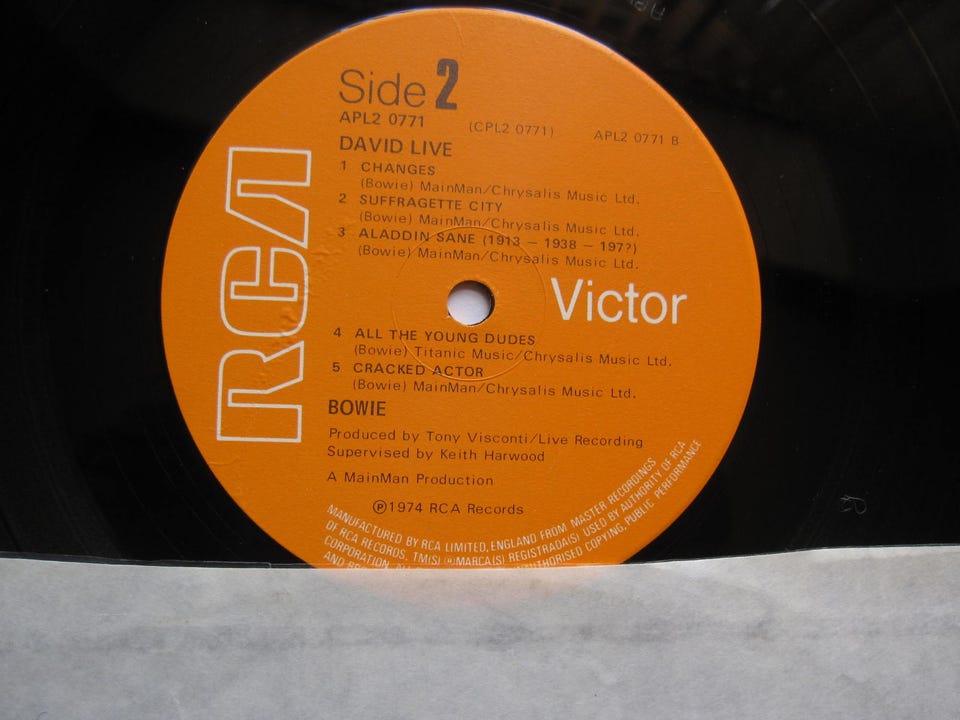 Side 2
APL2 0771 (CPL2 0771) APL2 0771 B
DAVID LIVE
1 CHANGES
(Bowie) MainMan/Chrysalis Music Ltd.
2 SUFFRAGETTE CITY
(Bowie) MainMan/Chrysalis Music Ltd.
3 ALADDIN SANE (1913 – 1938 – 197?)
(Bowie) MainMan/Chrysalis Music Ltd.
RCA
Victor
4 ALL THE YOUNG DUDES
(Bowie) Titanic Music/Chrysalis Music Ltd.
5 CRACKED ACTOR
(Bowie) MainMan/Chrysalis Music Ltd.
BOWIE
Produced by Tony Visconti/Live Recording
Supervised by Keith Harwood
A MainMan Production
℗1974 RCA Records
MANUFACTURED BY RCA LIMITED, ENGLAND FROM MASTER RECORDINGS
OF RCA RECORDS. TM(S) ® MARCA(S) REGISTRADA(S) USED BY AUTHORITY OF RCA
CORPORATION. UNAUTHORISED COPYING, PUBLIC PERFORMANCE